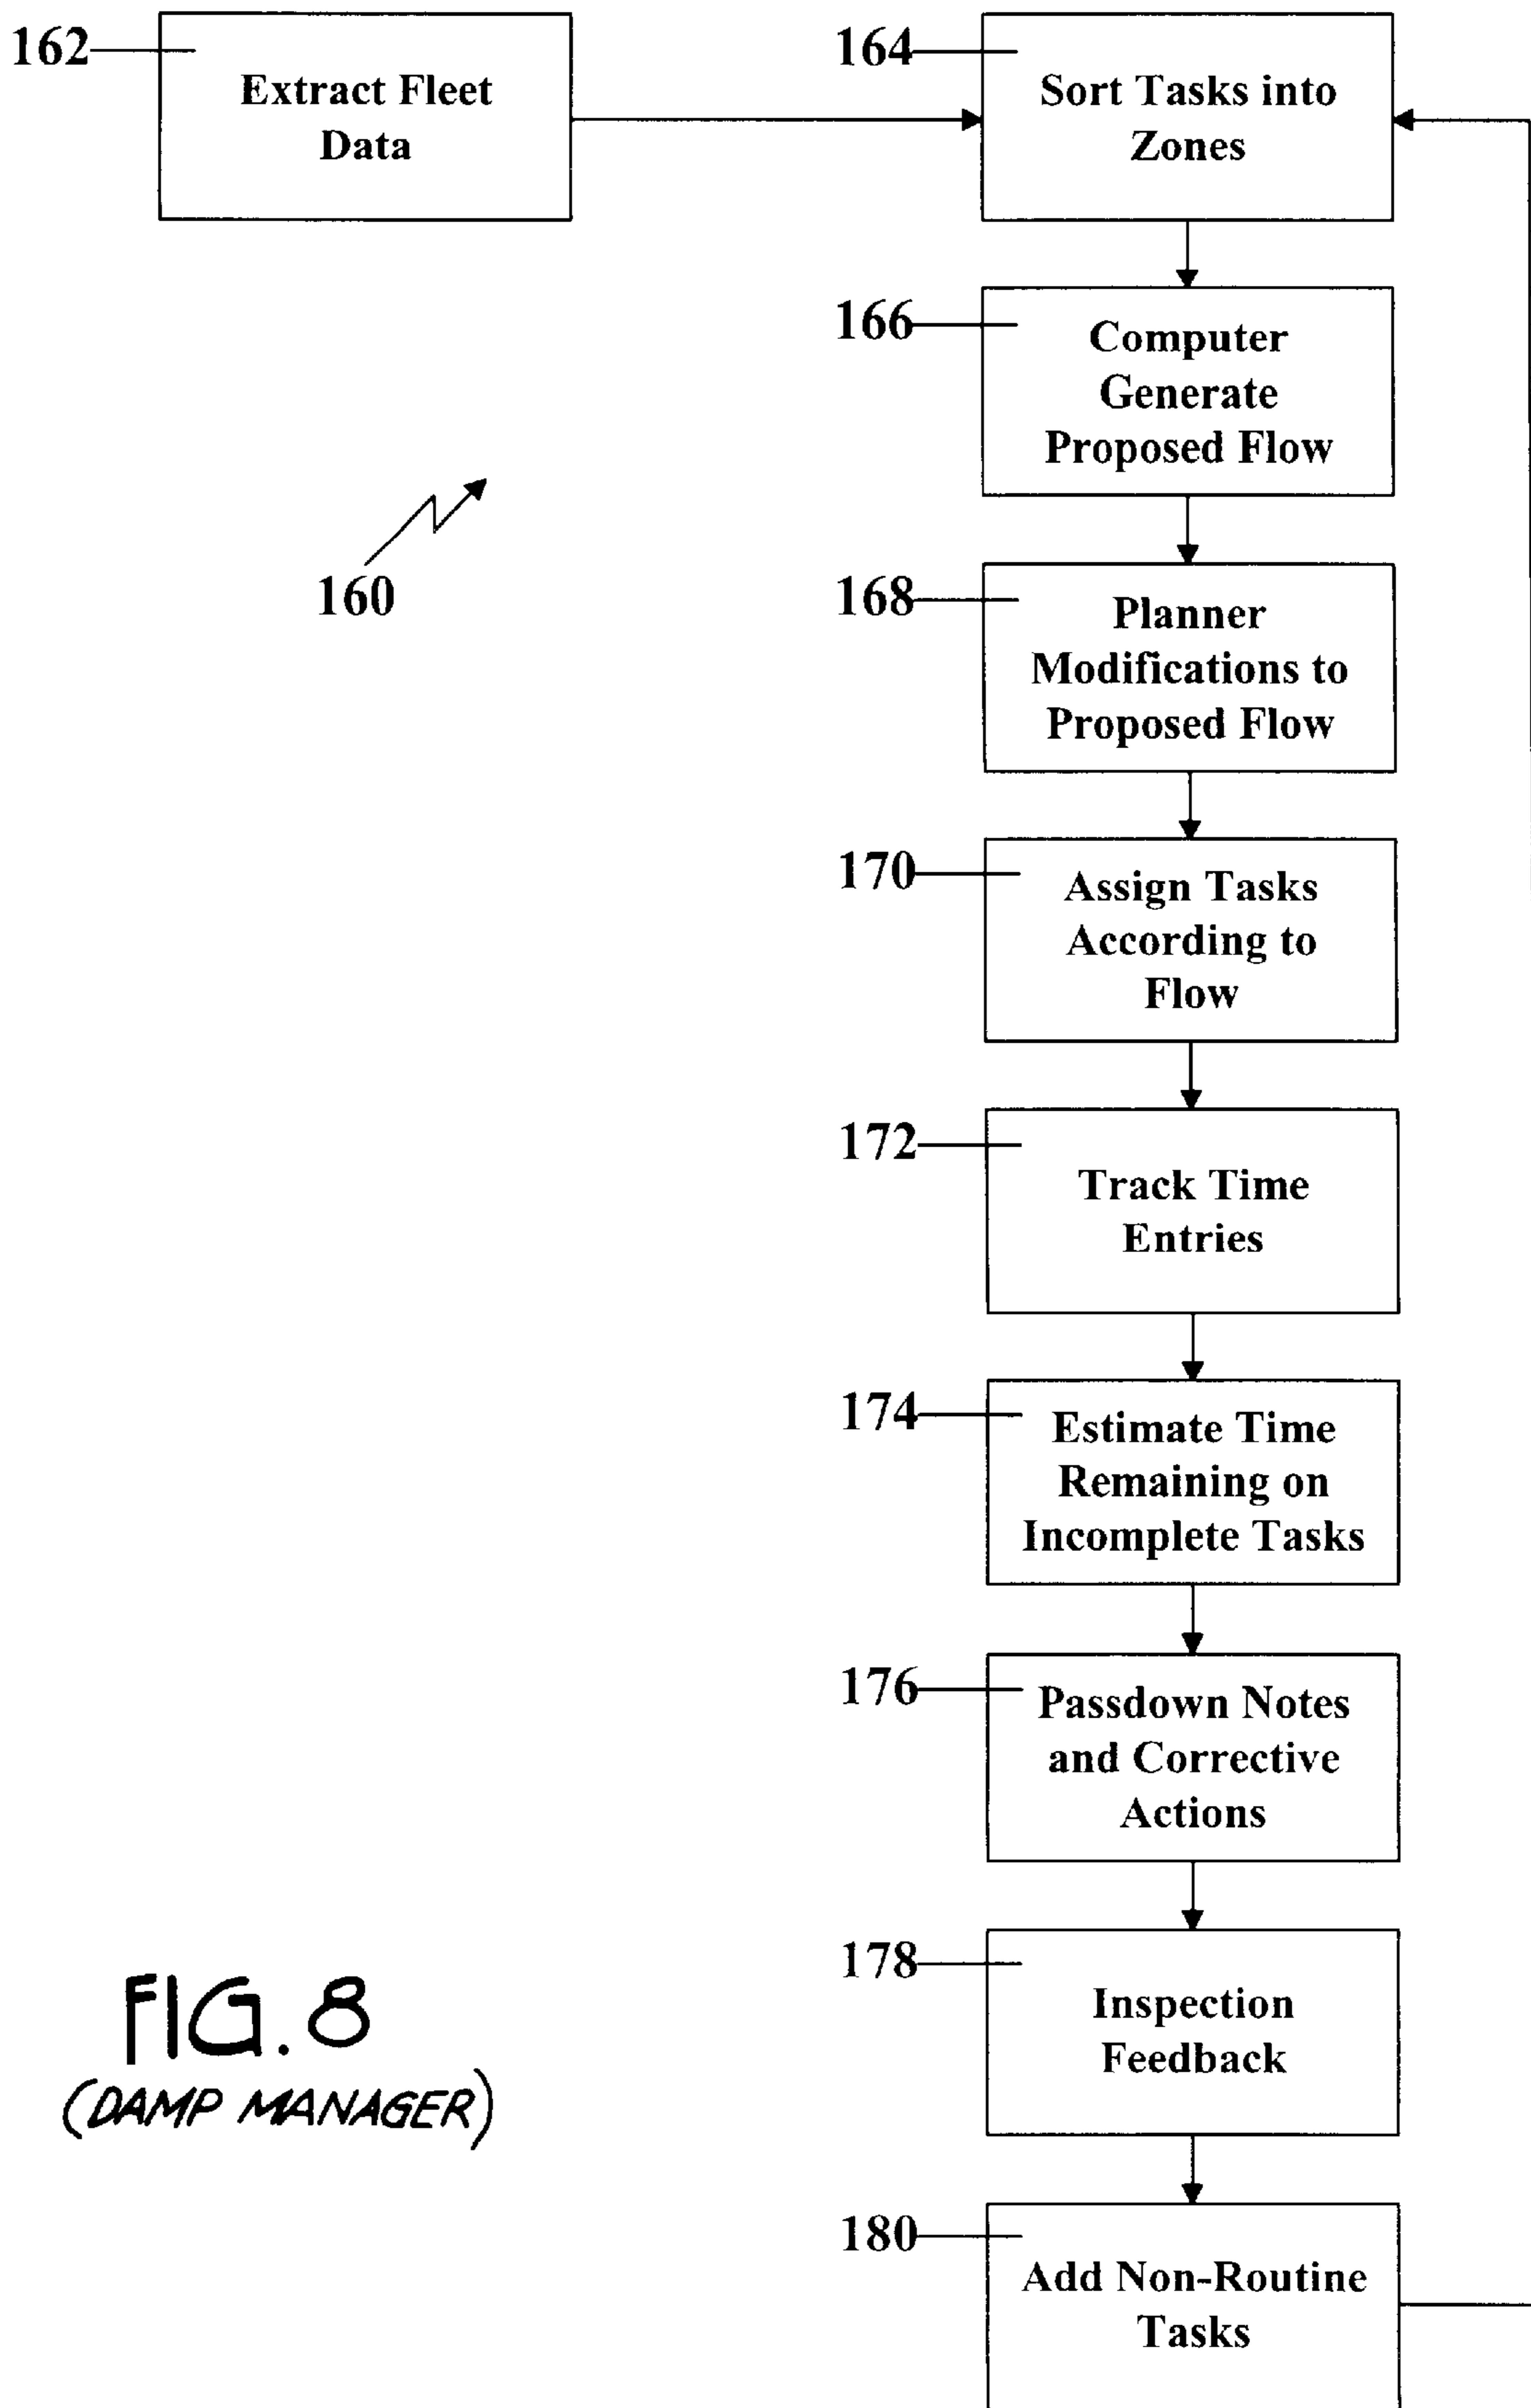 162
Extract Fleet
Data
164
Sort Tasks into
Zones
166
Computer
Generate
Proposed Flow
160
168
Planner
Modifications to
Proposed Flow
170
Assign Tasks
According to
Flow
172
Track Time
Entries
174
Estimate Time
Remaining on
Incomplete Tasks
176
Passdown Notes
and Corrective
Actions
178
Inspection
Feedback
180
Add Non-Routine
Tasks
FIG. 8
(DAMP MANAGER)